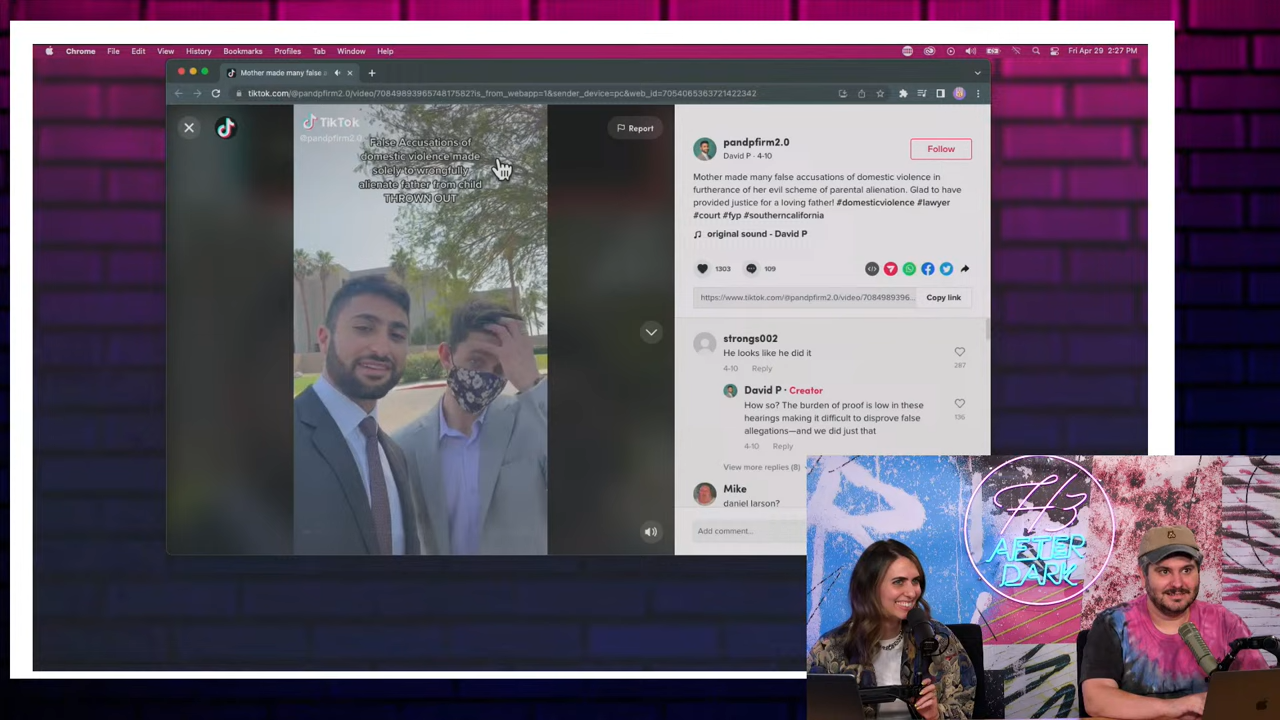 Chrome File Edit View History Bookmarks Profiles Tab Window Help
Fri Apr 29 2:27 PM
Mother made many false a
tiktok.com/@pandpfirm2.0/video/7084989396574817582?is_from_webapp=1&sender_device=pc&web_id=7054065363721422342
TikTok
@pandpfirm2.0
Report
False Accusations of
domestic violence made
solely to wrongfully
alienate father from child
THROWN OUT
pandpfirm2.0
David P · 4-10
Follow
Mother made many false accusations of domestic violence in
furtherance of her evil scheme of parental alienation. Glad to have
provided justice for a loving father! #domesticviolence #lawyer
#court #fyp #southerncalifornia
original sound - David P
1303
109
https://www.tiktok.com/@pandpfirm2.0/video/7084989396...
Copy link
strongs002
He looks like he did it
4-10 Reply
287
David P · Creator
How so? The burden of proof is low in these
hearings making it difficult to disprove false
allegations—and we did just that
4-10 Reply
136
View more replies (8)
Mike
daniel larson?
Add comment...
H3
AFTER
DARK